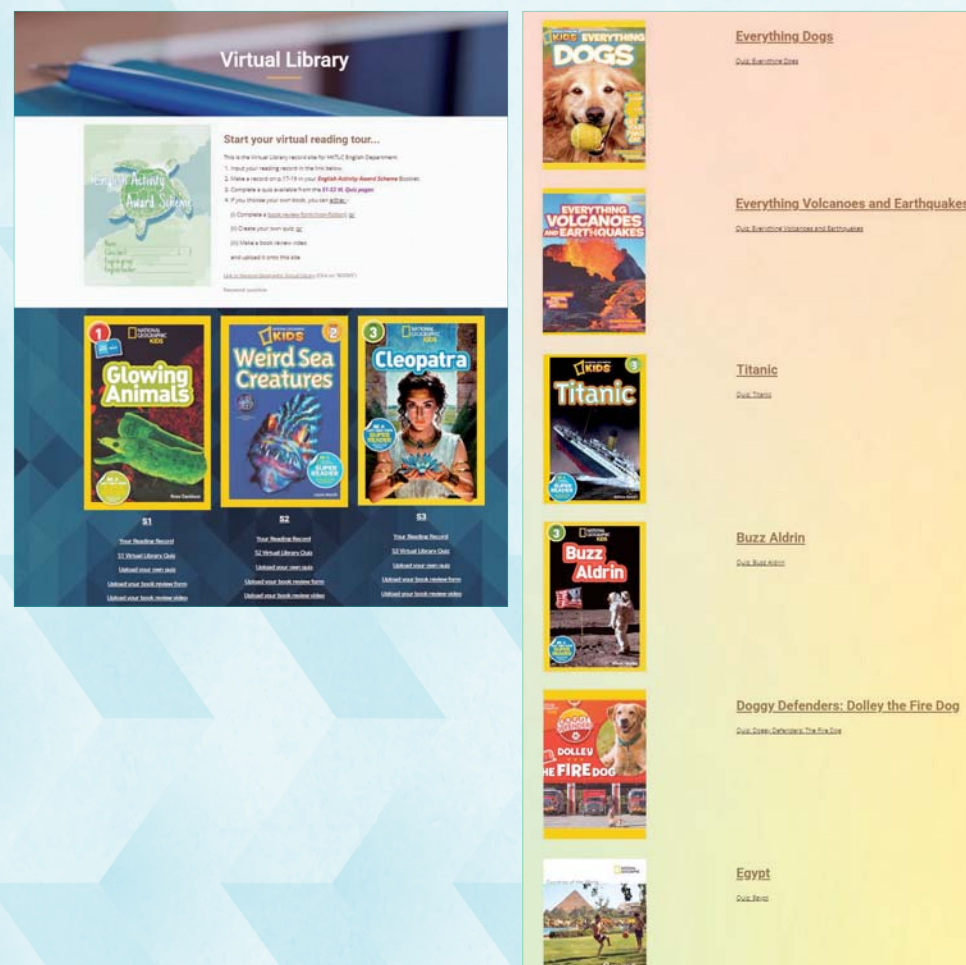 Virtual Library
Start your virtual reading tour...
This is the Virtual Library record site for HKTLC English Department.
1. Input your reading record in the link below.
2. Make a record on p.17-19 in your English Activity Award Scheme Booklet.
3. Complete a quiz available from the S1-S3 VL Quiz pages
4. If you choose your own book, you can either :
(i) Complete a book review form (non-fiction) or
(ii) Create your own quiz or
(iii) Make a book review video
and upload it onto this site
English Activity
Award Scheme
1
NATIONAL
GEOGRAPHIC
KIDS
Glowing
Animals
KIDS
2
Weird Sea
Creatures
SUPER
READER
3
NATIONAL
GEOGRAPHIC
KIDS
Cleopatra
SUPER
READER
S1
Your Reading Record
S1 Virtual Library Quiz
Upload your own quiz
Upload your book review form
Upload your book review video
S2
Your Reading Record
S2 Virtual Library Quiz
Upload your own quiz
Upload your book review form
Upload your book review video
S3
Your Reading Record
S3 Virtual Library Quiz
Upload your own quiz
Upload your book review form
Upload your book review video
KIDS EVERYTHING
DOGS
Everything Dogs
Quiz: Everything Dogs
EVERYTHING
VOLCANOES
AND EARTHQUAKES
Everything Volcanoes and Earthquakes
Quiz: Everything Volcanoes and Earthquakes
KIDS
3
Titanic
Titanic
Quiz: Titanic
3
Buzz
Aldrin
Buzz Aldrin
Quiz: Buzz Aldrin
DOLLEY
HE FIRE DOG
Doggy Defenders: Dolley the Fire Dog
Quiz: Doggy Defenders: The Fire Dog
Egypt
Quiz: Egypt